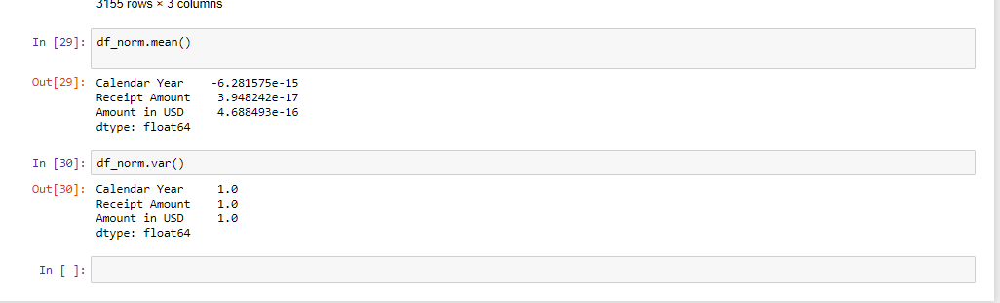 3155 rows × 3 columns
In [29]: df_norm.mean()
Out[29]: Calendar Year    -6.281575e-15
Receipt Amount    3.948242e-17
Amount in USD     4.688493e-16
dtype: float64
In [30]: df_norm.var()
Out[30]: Calendar Year     1.0
Receipt Amount    1.0
Amount in USD     1.0
dtype: float64
In [ ]: